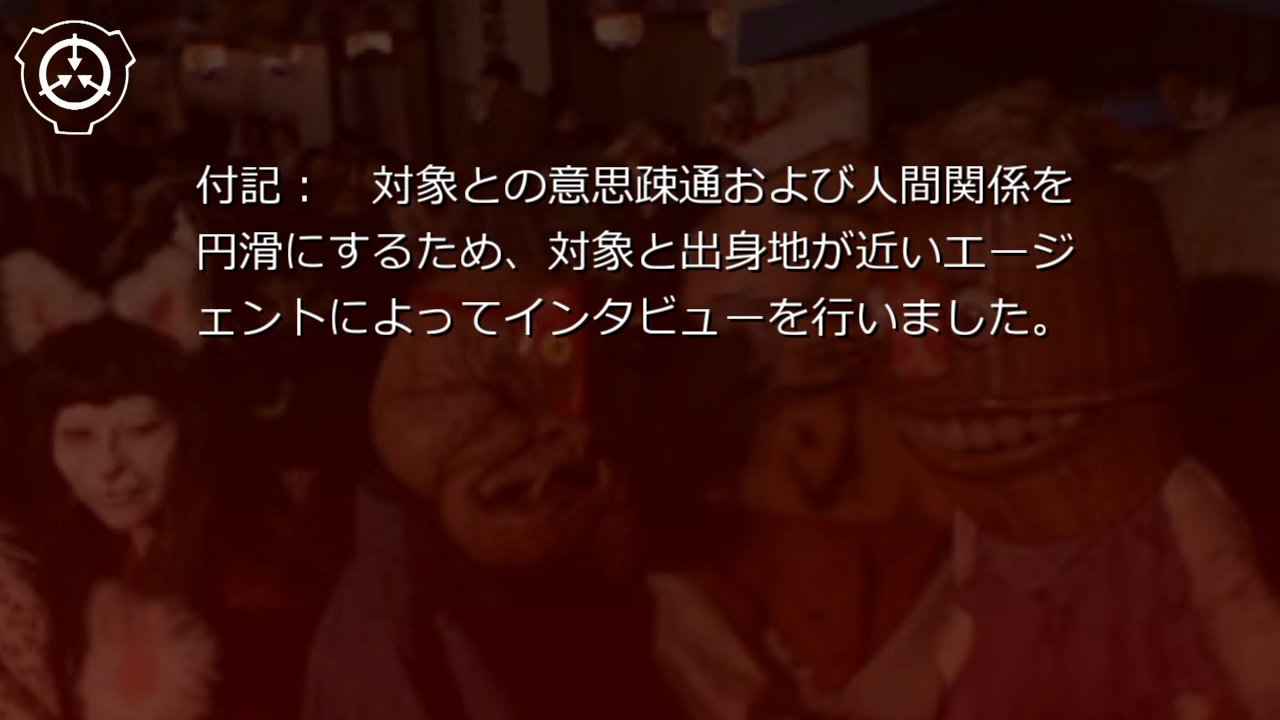 付記：　対象との意思疎通および人間関係を
円滑にするため、対象と出身地が近いエージ
ェントによってインタビューを行いました。